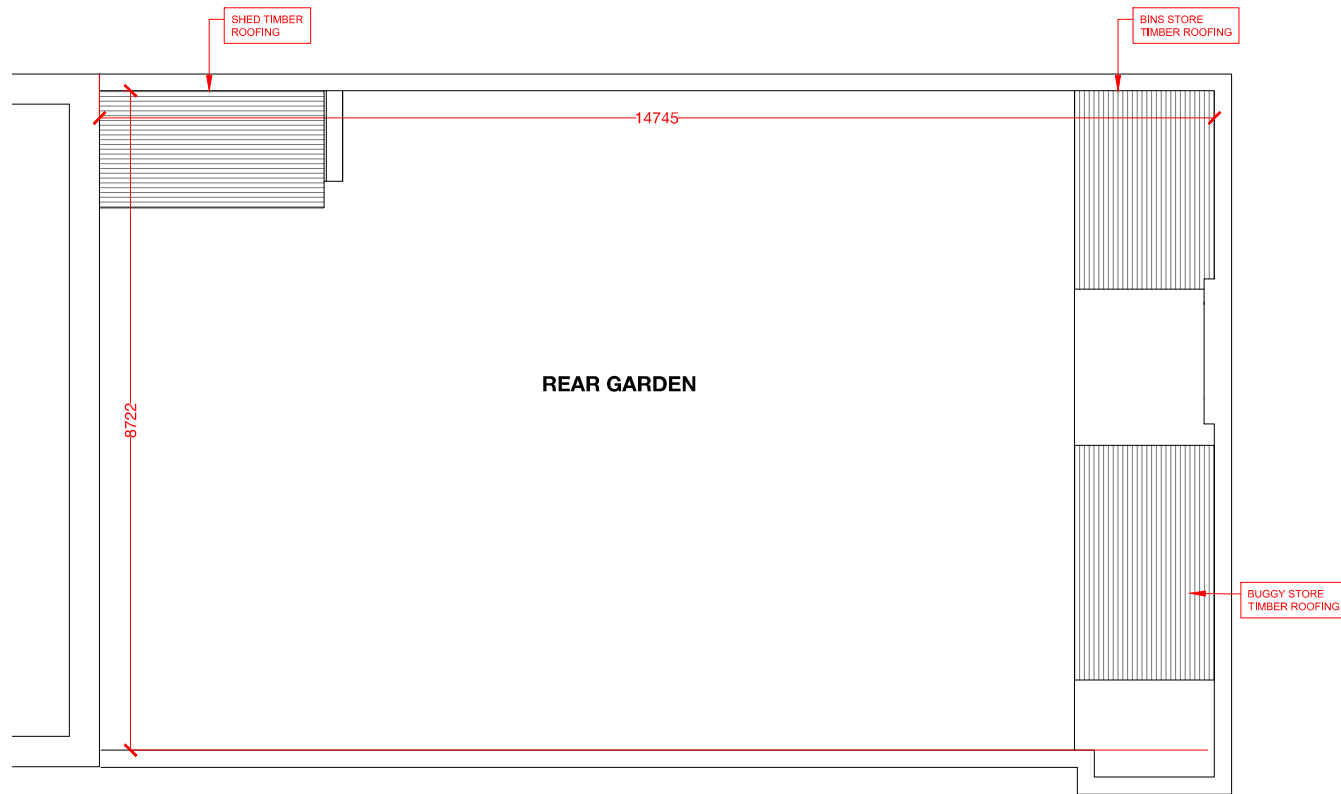 SHED TIMBER
ROOFING
BINS STORE
TIMBER ROOFING
14745
REAR GARDEN
8722
BUGGY STORE
TIMBER ROOFING